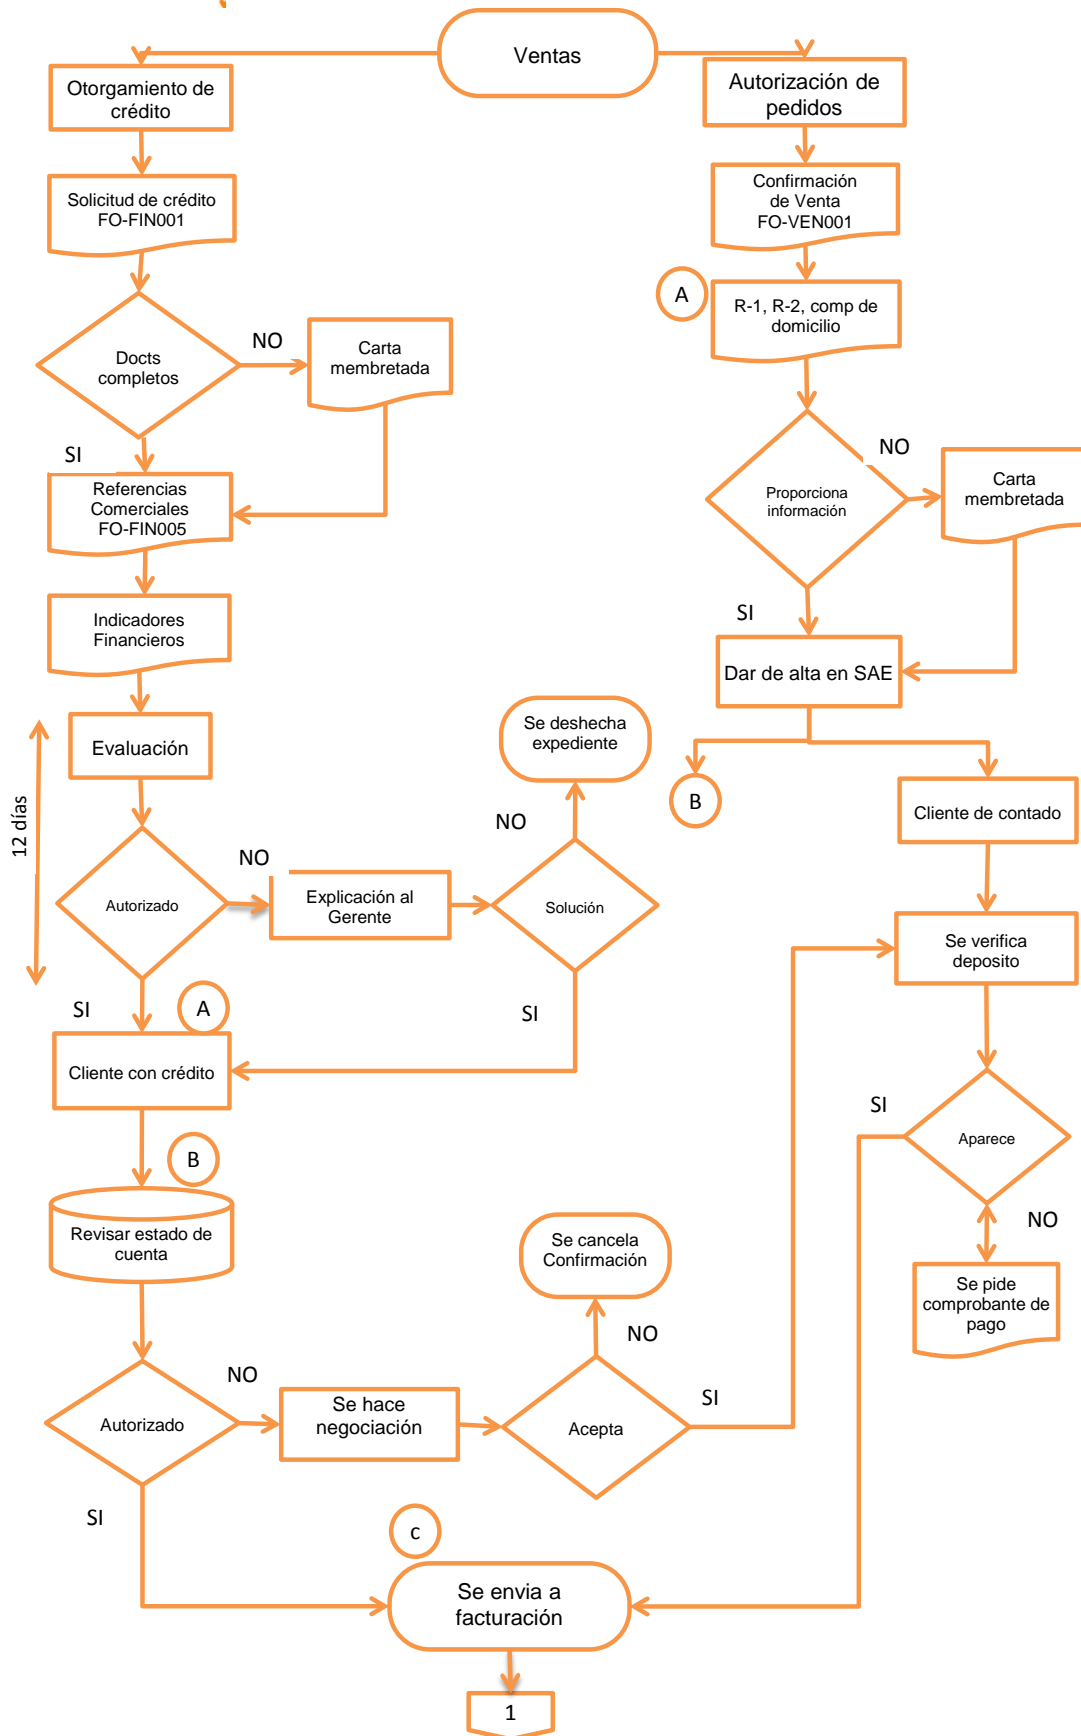 Ventas
Otorgamiento de
crédito
Autorización de
pedidos
Solicitud de crédito
FO-FIN001
Confirmación
de Venta
FO-VEN001
A
R-1, R-2, comp de
domicilio
Docts
completos
NO
Carta
membretada
SI
Referencias
Comerciales
FO-FIN005
Proporciona
información
NO
Carta
membretada
SI
Indicadores
Financieros
Dar de alta en SAE
12 días
Evaluación
Se deshecha
expediente
B
Cliente de contado
NO
NO
Autorizado
Explicación al
Gerente
Solución
Se verifica
deposito
SI
A
SI
Cliente con crédito
SI
Aparece
B
NO
Revisar estado de
cuenta
Se cancela
Confirmación
Se pide
comprobante de
pago
NO
NO
Autorizado
Se hace
negociación
Acepta
SI
SI
c
Se envia a
facturación
1